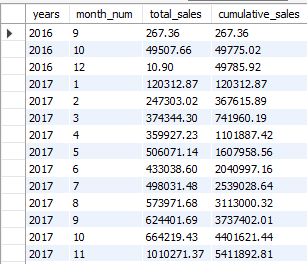 years month_num total_sales cumulative_sales
2016 9 267.36 267.36
2016 10 49507.66 49775.02
2016 12 10.90 49785.92
2017 1 120312.87 120312.87
2017 2 247303.02 367615.89
2017 3 374344.30 741960.19
2017 4 359927.23 1101887.42
2017 5 506071.14 1607958.56
2017 6 433038.60 2040997.16
2017 7 498031.48 2539028.64
2017 8 573971.68 3113000.32
2017 9 624401.69 3737402.01
2017 10 664219.43 4401621.44
2017 11 1010271.37 5411892.81